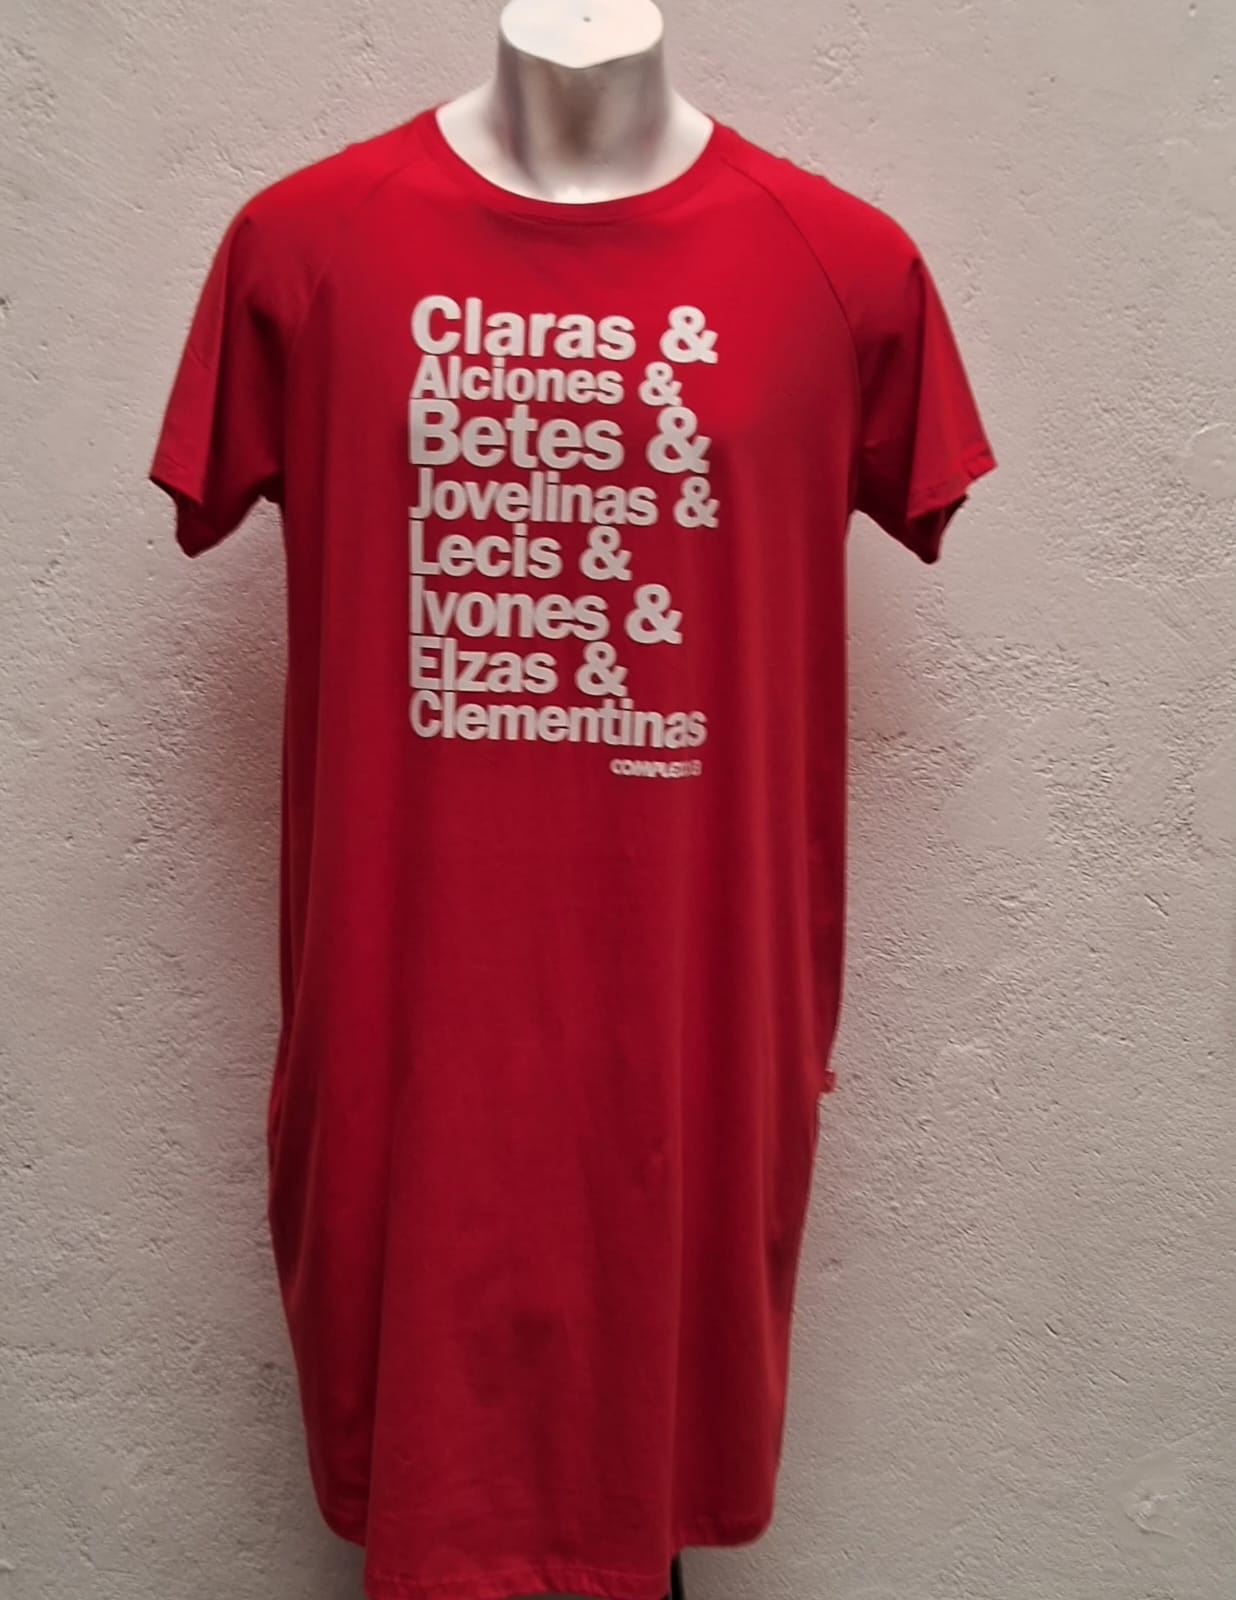 Claras &
Alciones &
Betes &
Jovelinas &
Lecis &
Ivones &
Elzas &
Clementinas